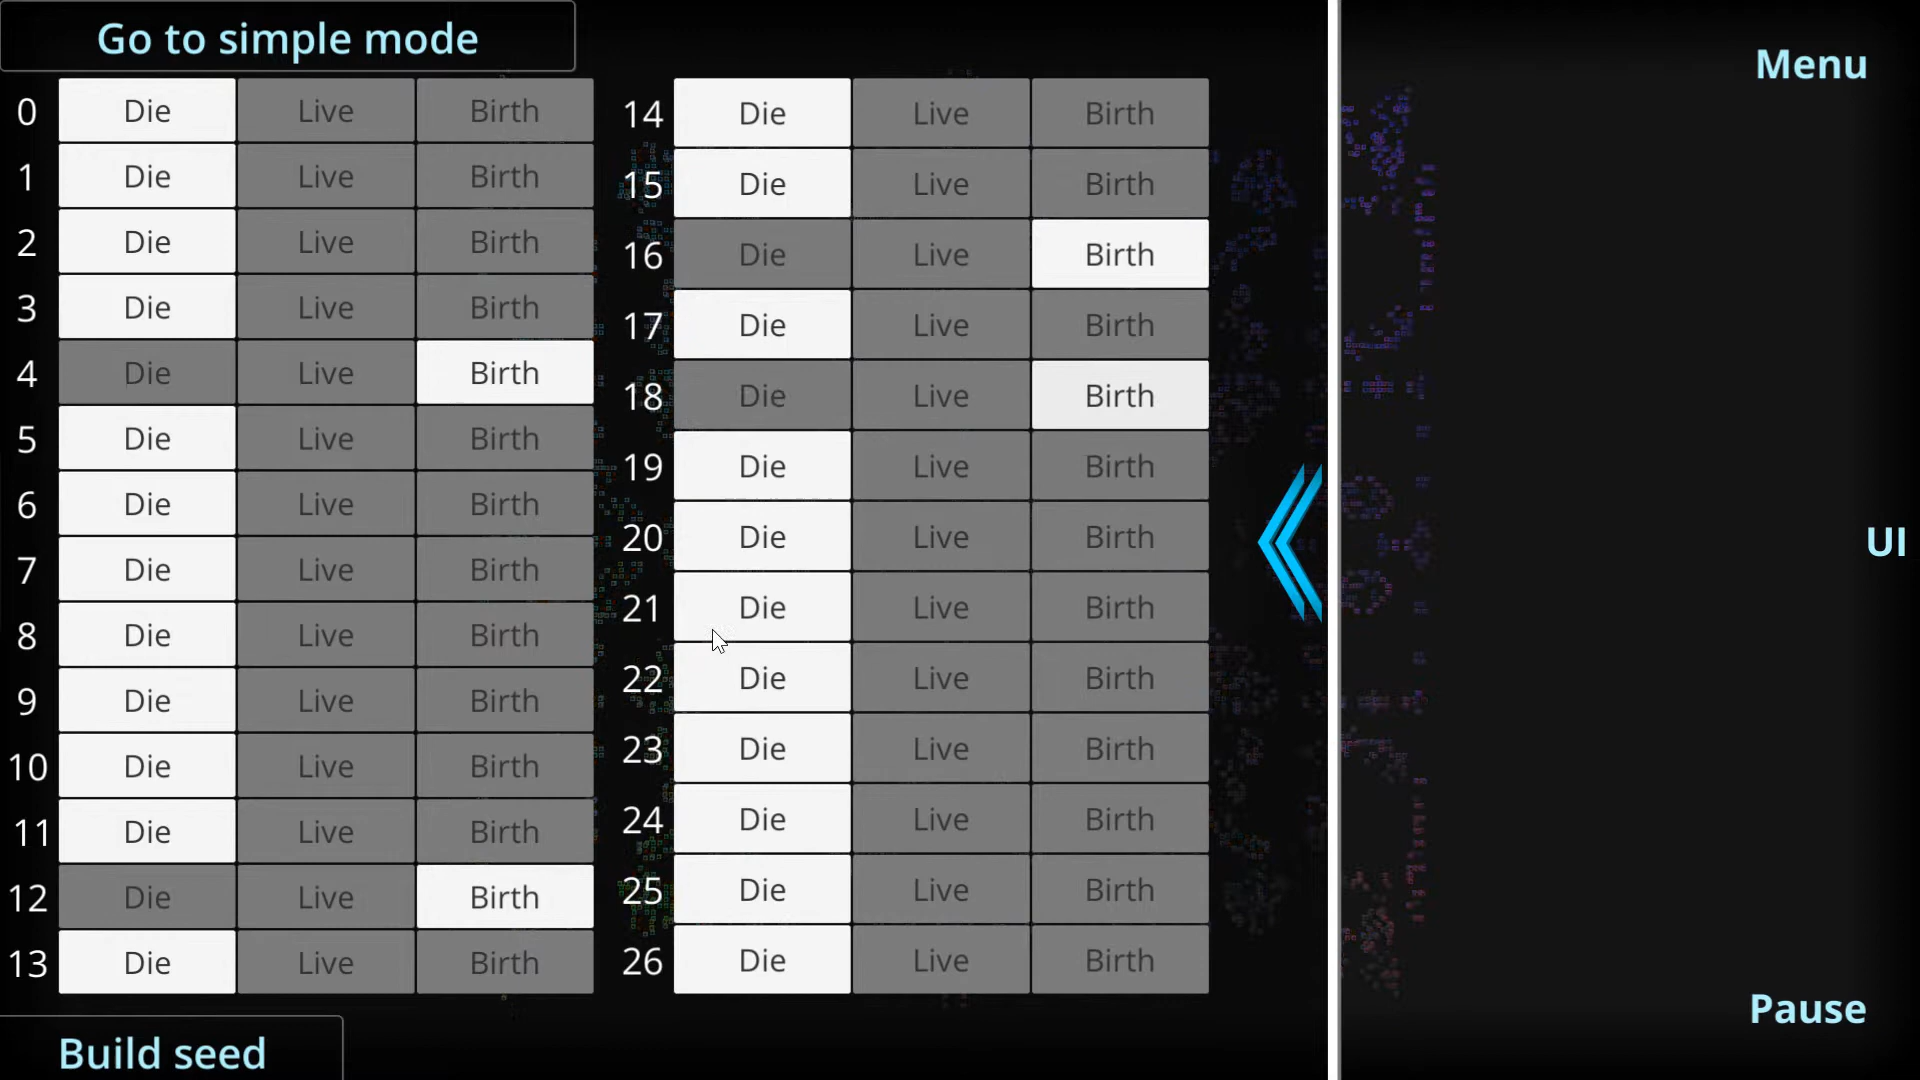 Go to simple mode
Menu
0 Die Live Birth
1 Die Live Birth
2 Die Live Birth
3 Die Live Birth
4 Die Live Birth
5 Die Live Birth
6 Die Live Birth
7 Die Live Birth
8 Die Live Birth
9 Die Live Birth
10 Die Live Birth
11 Die Live Birth
12 Die Live Birth
13 Die Live Birth
14 Die Live Birth
15 Die Live Birth
16 Die Live Birth
17 Die Live Birth
18 Die Live Birth
19 Die Live Birth
20 Die Live Birth
21 Die Live Birth
22 Die Live Birth
23 Die Live Birth
24 Die Live Birth
25 Die Live Birth
26 Die Live Birth
UI
Pause
Build seed